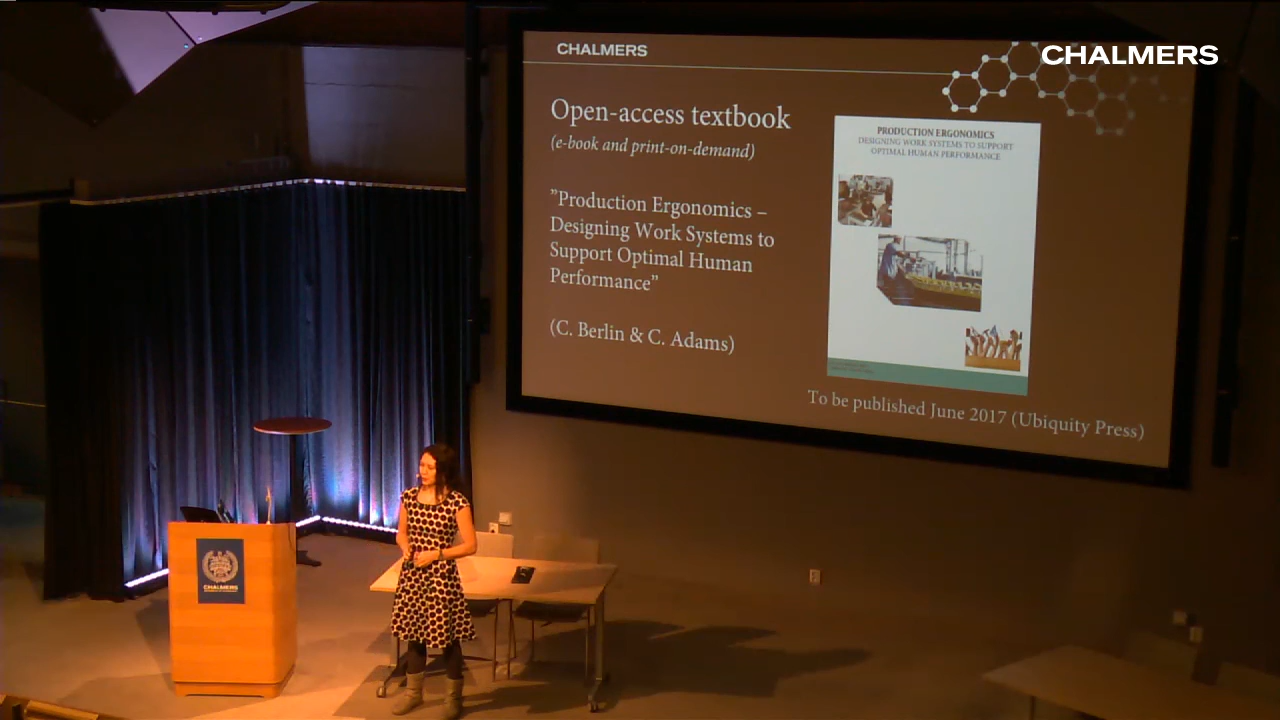 CHALMERS
CHALMERS
Open-access textbook
(e-book and print-on-demand)
”Production Ergonomics –
Designing Work Systems to
Support Optimal Human
Performance”
(C. Berlin & C. Adams)
PRODUCTION ERGONOMICS
DESIGNING WORK SYSTEMS TO SUPPORT
OPTIMAL HUMAN PERFORMANCE
To be published June 2017 (Ubiquity Press)
CHALMERS